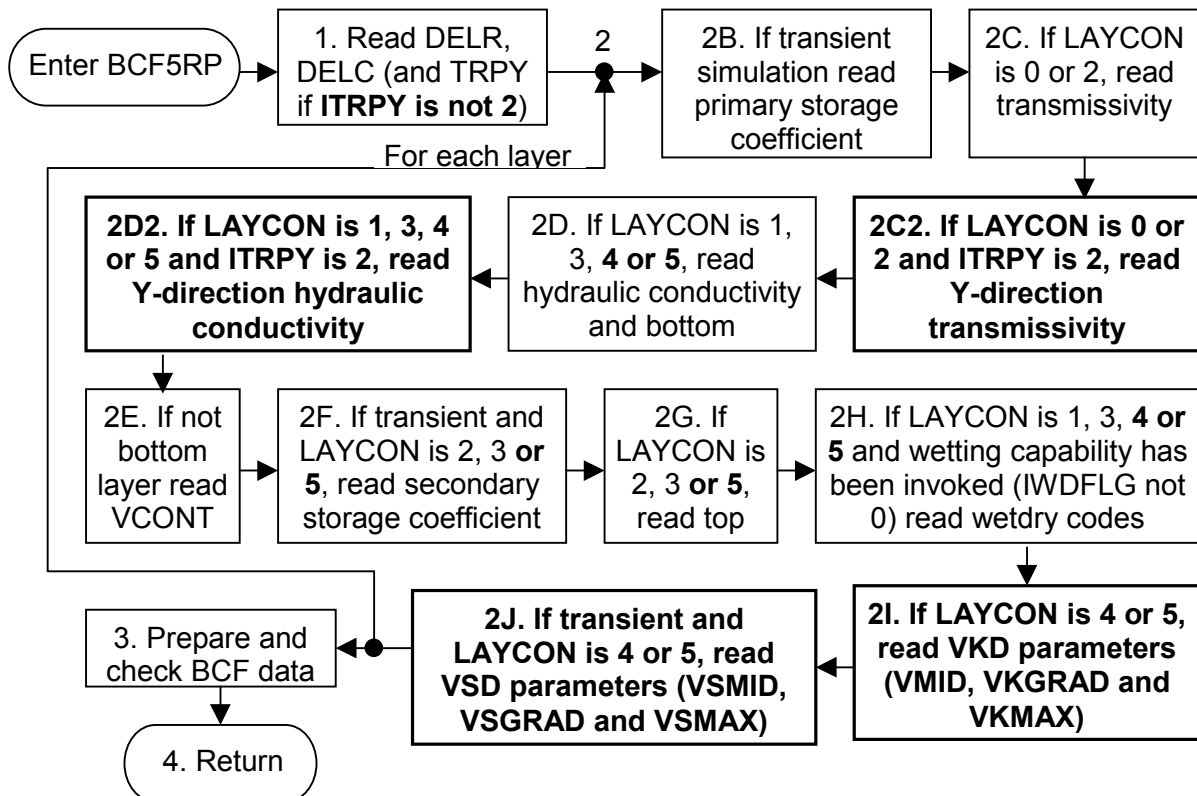 Enter BCF5RP
1. Read DELR,
DELC (and TRPY
if ITRPY is not 2)
2
2B. If transient
simulation read
primary storage
coefficient
2C. If LAYCON
is 0 or 2, read
transmissivity
For each layer
2C2. If LAYCON is 0 or
2 and ITRPY is 2, read
Y-direction
transmissivity
2D. If LAYCON is 1,
3, 4 or 5, read
hydraulic conductivity
and bottom
2D2. If LAYCON is 1, 3, 4
or 5 and ITRPY is 2, read
Y-direction hydraulic
conductivity
2E. If not
bottom
layer read
VCONT
2F. If transient and
LAYCON is 2, 3 or
5, read secondary
storage coefficient
2G. If
LAYCON is
2, 3 or 5,
read top
2H. If LAYCON is 1, 3, 4 or
5 and wetting capability has
been invoked (IWDFLG not
0) read wetdry codes
2I. If LAYCON is 4 or 5,
read VKD parameters
(VMID, VKGRAD and
VKMAX)
2J. If transient and
LAYCON is 4 or 5, read
VSD parameters (VSMID,
VSGRAD and VSMAX)
3. Prepare and
check BCF data
4. Return